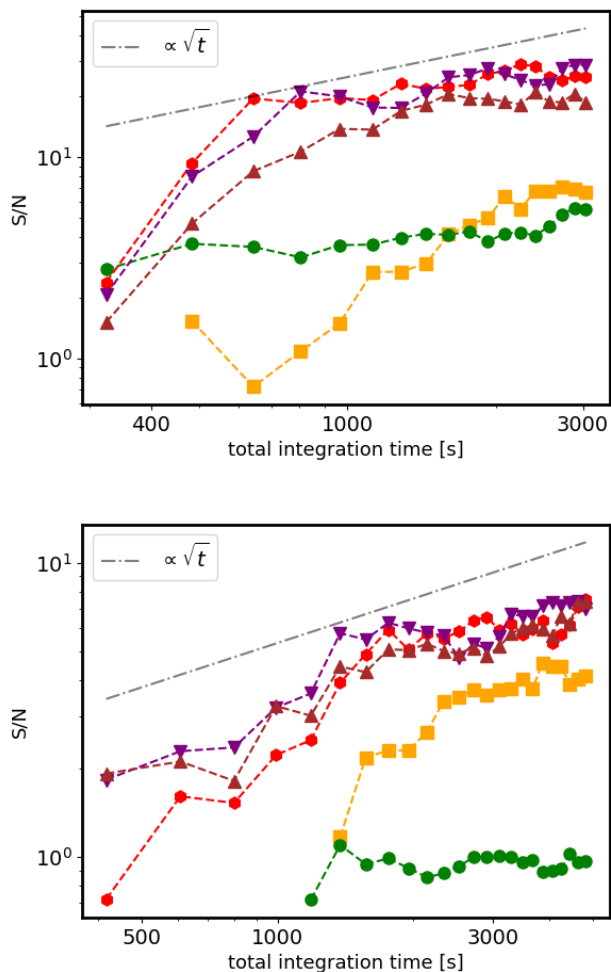 ∝ √t
S/N
10¹
10⁰
400
1000
3000
total integration time [s]
∝ √t
S/N
10¹
10⁰
500
1000
3000
total integration time [s]